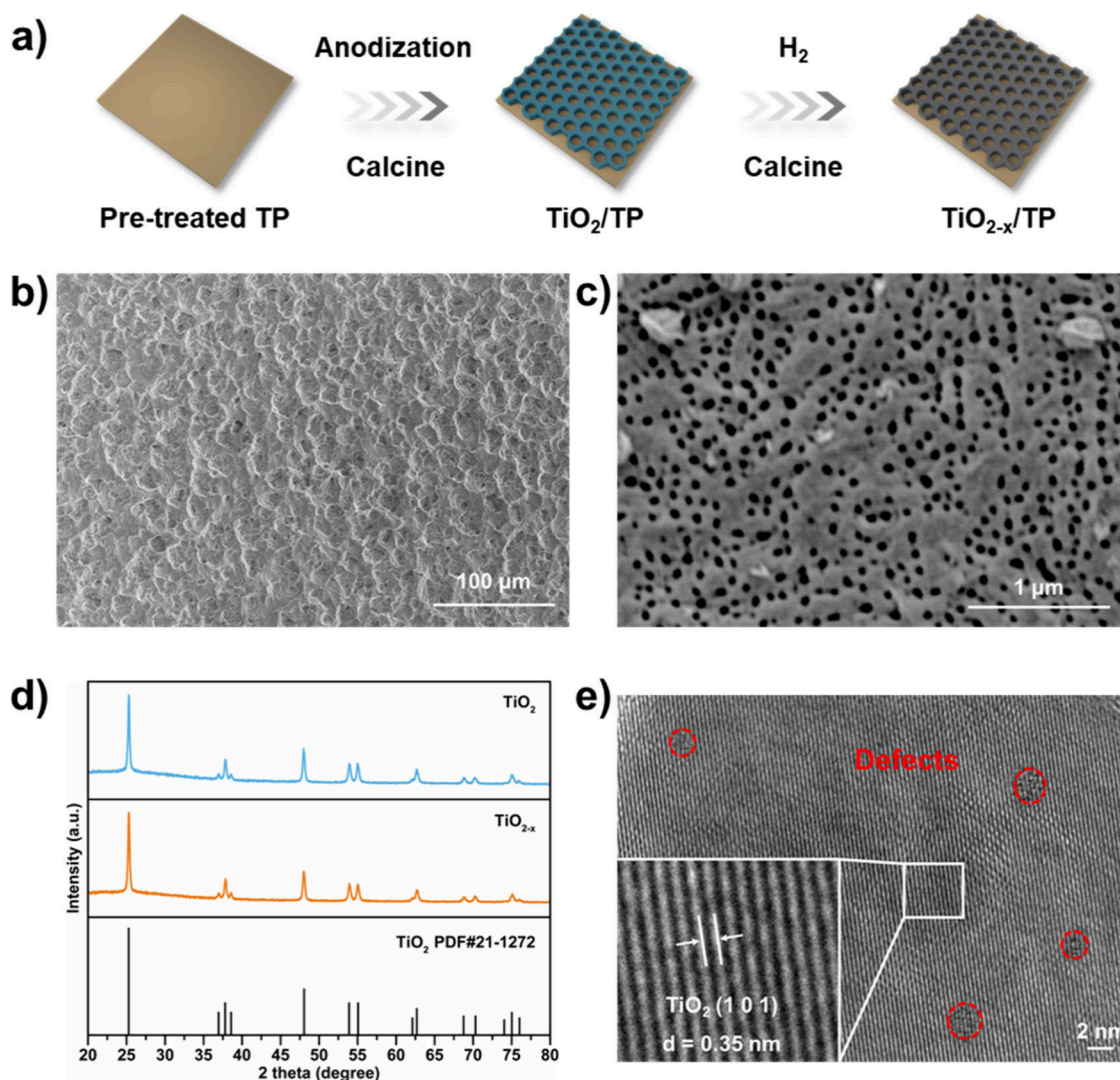 a)
Anodization
Calcine
H₂
Calcine
Pre-treated TP
TiO₂/TP
TiO₂₋ₓ/TP
b)
100 μm
c)
1 μm
d)
TiO₂
TiO₂₋ₓ
TiO₂ PDF#21-1272
Intensity (a.u.)
20 25 30 35 40 45 50 55 60 65 70 75 80
2 theta (degree)
e)
Defects
TiO₂ (1 0 1)
d = 0.35 nm
2 nm